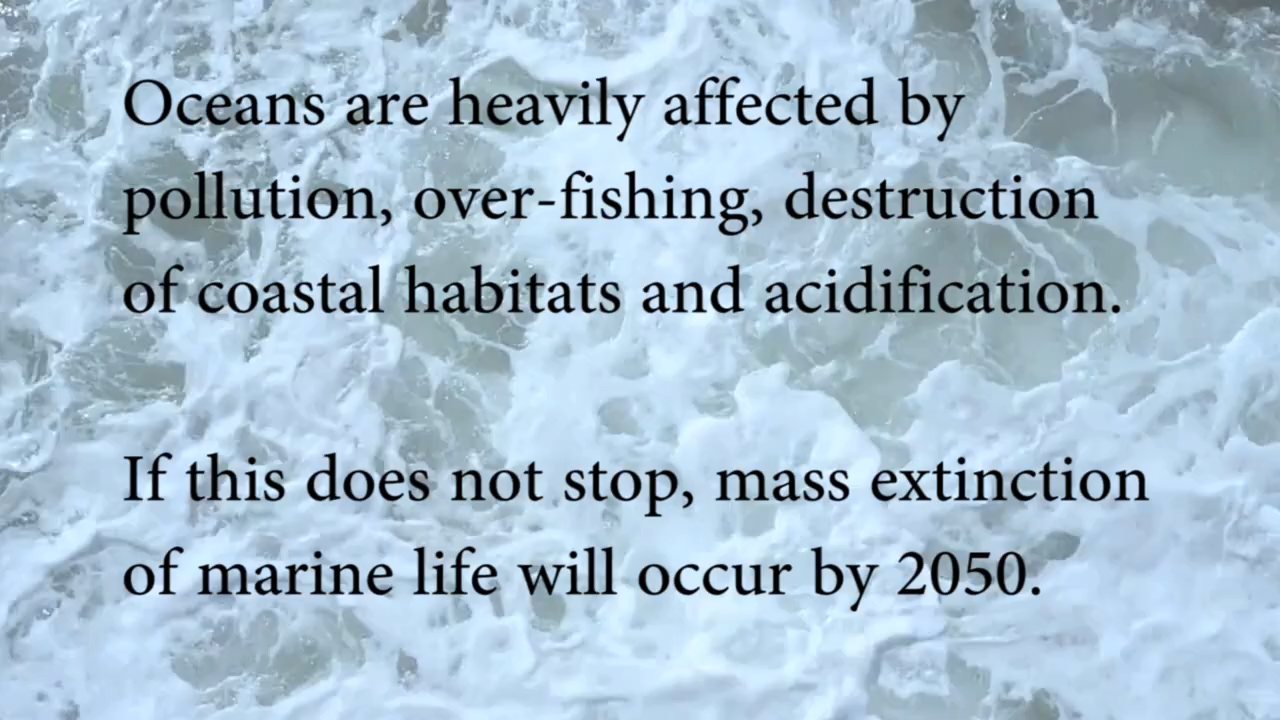 Oceans are heavily affected by
pollution, over-fishing, destruction
of coastal habitats and acidification.
If this does not stop, mass extinction
of marine life will occur by 2050.